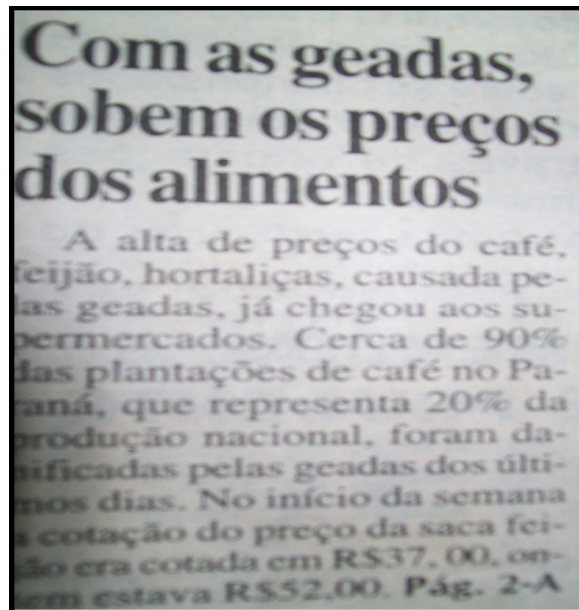 Com as geadas,
sobem os preços
dos alimentos
A alta de preços do café,
feijão, hortaliças, causada pe-
las geadas, já chegou aos su-
permercados. Cerca de 90%
das plantações de café no Pa-
raná, que representa 20% da
produção nacional, foram da-
nificadas pelas geadas dos últi-
mos dias. No início da semana
a cotação do preço da saca fei-
jão era cotada em R$37, 00, on-
tem estava R$52,00. Pág. 2-A